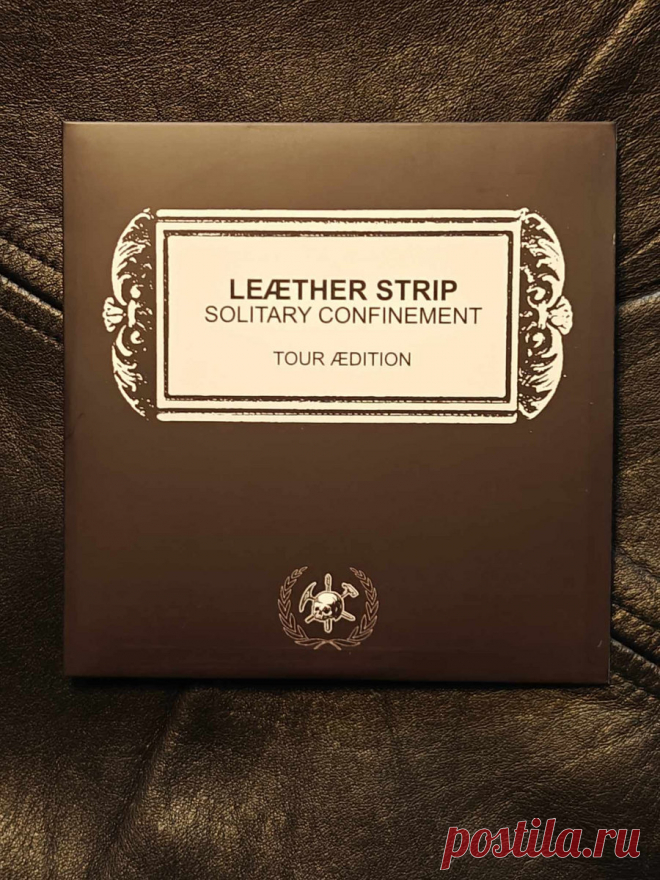 LEÆTHER STRIP
SOLITARY CONFINEMENT
TOUR ÆDITION
postila.ru